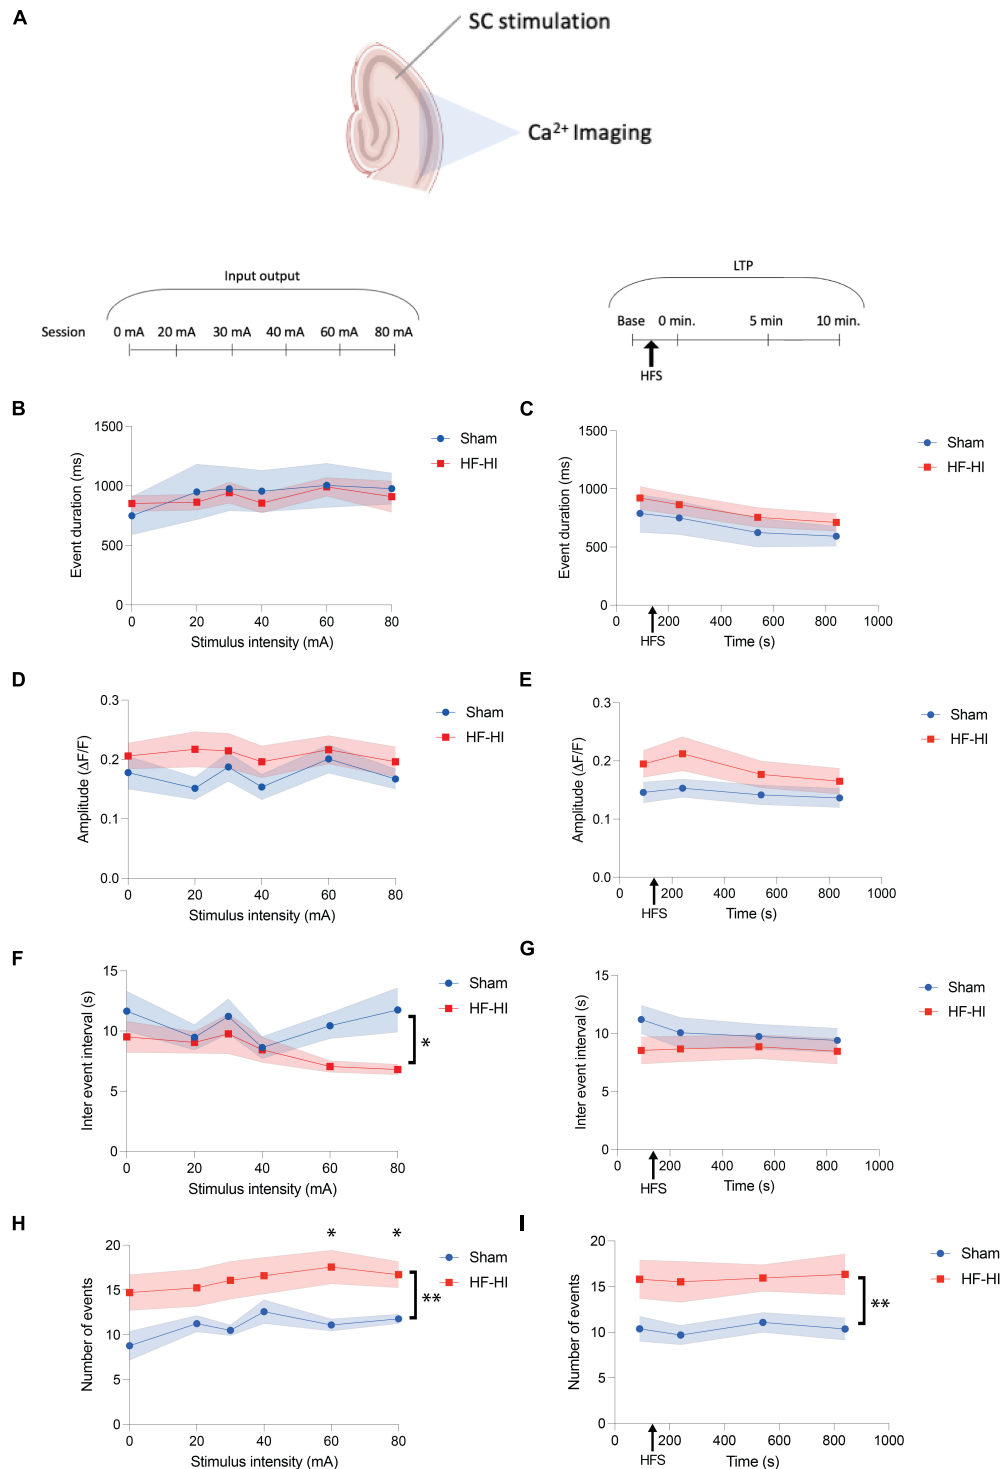 A
SC stimulation
Ca²⁺ Imaging
Input output
LTP
Session 0 mA 20 mA 30 mA 40 mA 60 mA 80 mA
Base 0 min. 5 min 10 min.
HFS
B
1500
1000
500
0
Event duration (ms)
0 20 40 60 80
Stimulus intensity (mA)
Sham
HF-HI
C
1500
1000
500
0
Event duration (ms)
0 200 400 600 800 1000
HFS
Time (s)
Sham
HF-HI
D
0.3
0.2
0.1
0.0
Amplitude (ΔF/F)
0 20 40 60 80
Stimulus intensity (mA)
Sham
HF-HI
E
0.3
0.2
0.1
0.0
Amplitude (ΔF/F)
0 200 400 600 800 1000
HFS
Time (s)
Sham
HF-HI
F
15
10
5
0
Inter event interval (s)
0 20 40 60 80
Stimulus intensity (mA)
Sham
HF-HI
*
G
15
10
5
0
Inter event interval (s)
0 200 400 600 800 1000
HFS
Time (s)
Sham
HF-HI
H
20
15
10
5
0
Number of events
0 20 40 60 80
Stimulus intensity (mA)
* *
Sham
HF-HI
**
I
20
15
10
5
0
Number of events
0 200 400 600 800 1000
HFS
Time (s)
Sham
HF-HI
**